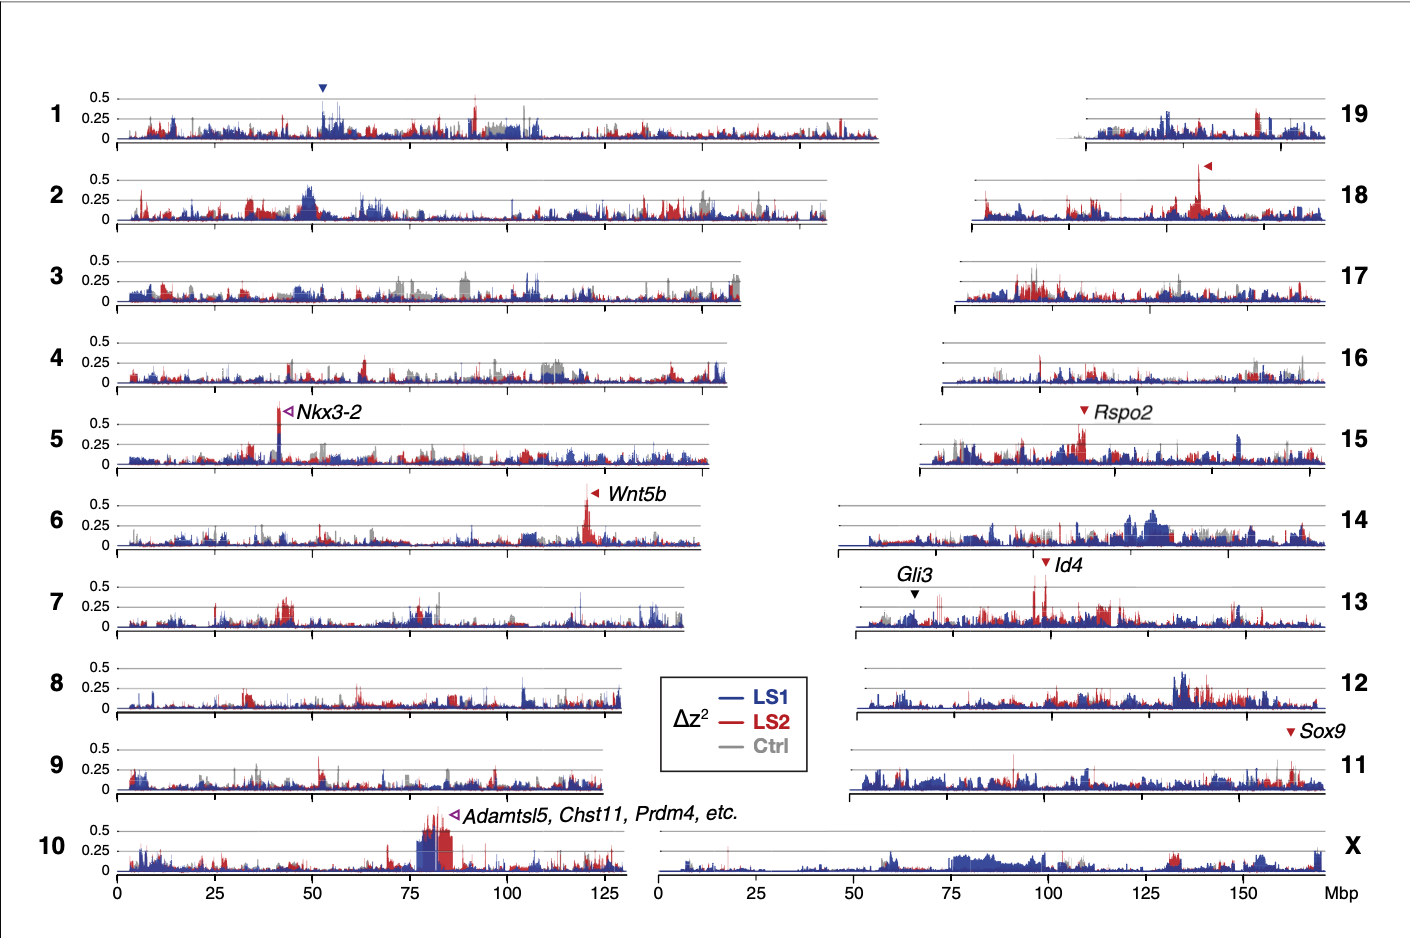 1 0.5 0.25 0 19
2 0.5 0.25 0 18
3 0.5 0.25 0 17
4 0.5 0.25 0 16
Nkx3-2 Rspo2
5 0.5 0.25 0 15
Wnt5b
6 0.5 0.25 0 14
Gli3 Id4
7 0.5 0.25 0 13
8 0.5 0.25 0 12
Δz² LS1
LS2
Ctrl
Sox9
9 0.5 0.25 0 11
Adamtsl5, Chst11, Prdm4, etc.
10 0.5 0.25 0 X
0 25 50 75 100 125 0 25 50 75 100 125 150 Mbp